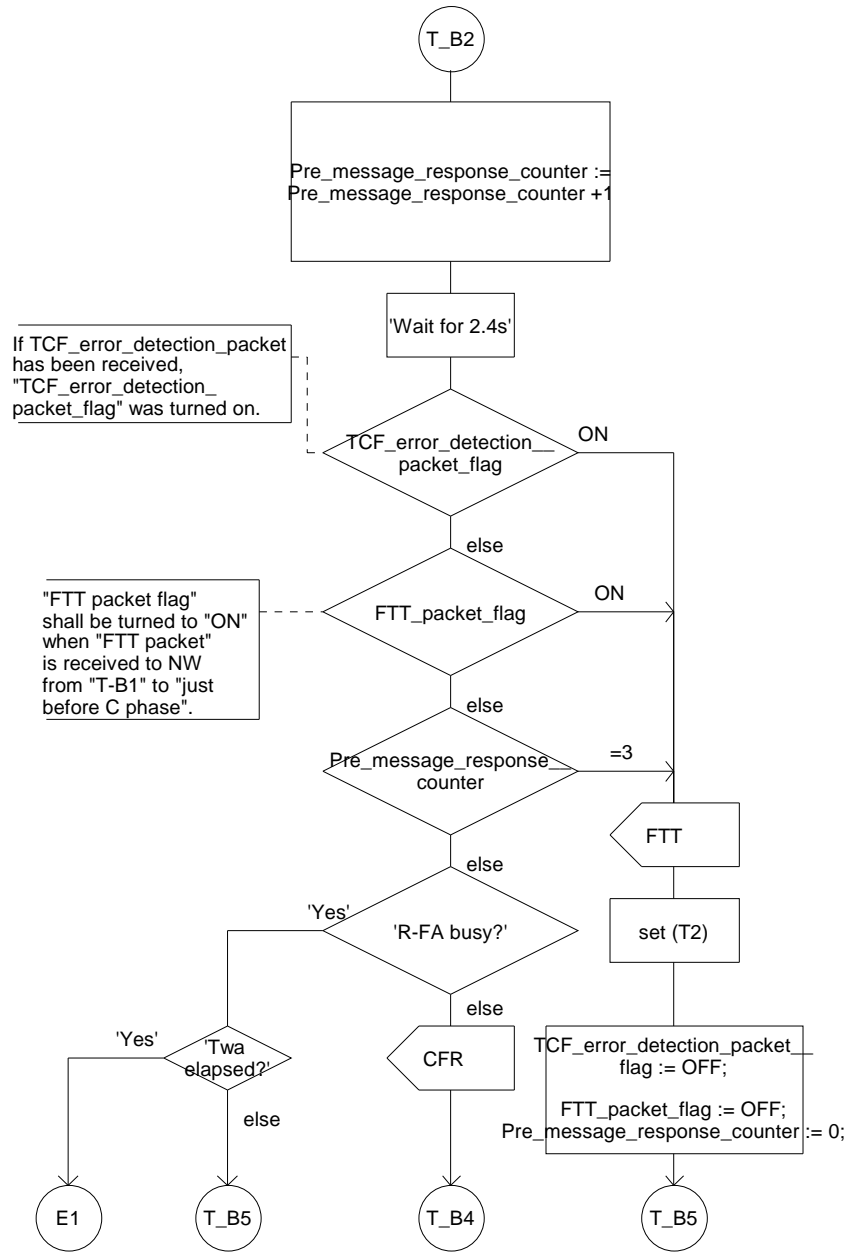 T_B2
Pre_message_response_counter :=
Pre_message_response_counter +1
'Wait for 2.4s'
If TCF_error_detection_packet
has been received,
"TCF_error_detection_
packet_flag" was turned on.
TCF_error_detection__
packet_flag
ON
else
"FTT packet flag"
shall be turned to "ON"
when "FTT packet"
is received to NW
from "T-B1" to "just
before C phase".
FTT_packet_flag
ON
else
Pre_message_response__
counter
=3
else
FTT
'Yes'
'R-FA busy?'
set (T2)
else
'Yes'
'Twa
elapsed?'
else
CFR
TCF_error_detection_packet__
flag := OFF;
FTT_packet_flag := OFF;
Pre_message_response_counter := 0;
E1
T_B5
T_B4
T_B5